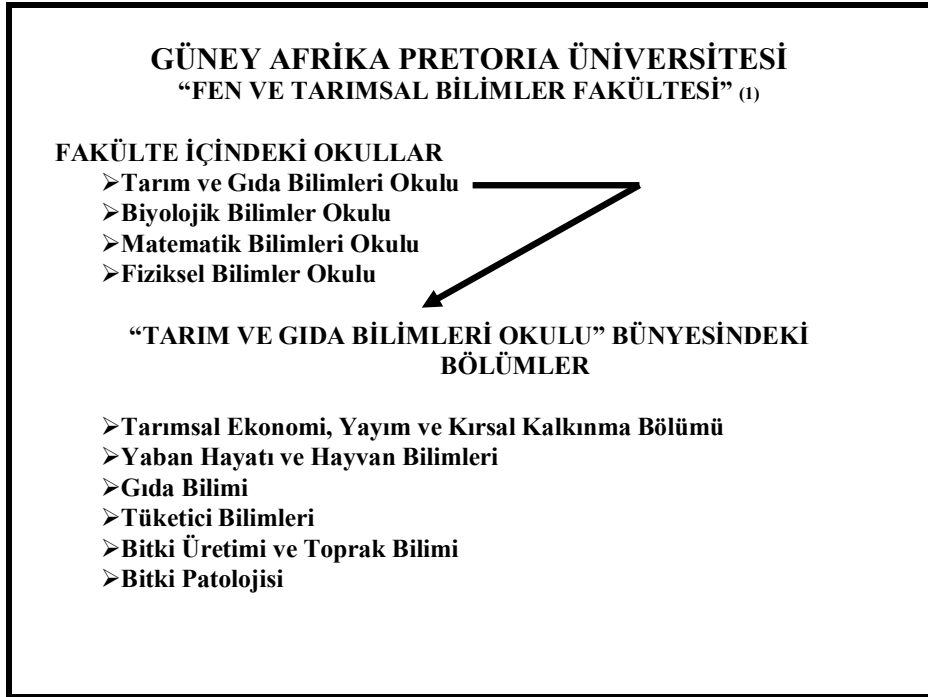 GÜNEY AFRİKA PRETORIA ÜNİVERSİTESİ
“FEN VE TARIMSAL BİLİMLER FAKÜLTESİ” (1)
FAKÜLTE İÇİNDEKİ OKULLAR
➢Tarım ve Gıda Bilimleri Okulu
➢Biyolojik Bilimler Okulu
➢Matematik Bilimleri Okulu
➢Fiziksel Bilimler Okulu
“TARIM VE GIDA BİLİMLERİ OKULU” BÜNYESİNDEKİ
BÖLÜMLER
➢Tarımsal Ekonomi, Yayım ve Kırsal Kalkınma Bölümü
➢Yaban Hayatı ve Hayvan Bilimleri
➢Gıda Bilimi
➢Tüketici Bilimleri
➢Bitki Üretimi ve Toprak Bilimi
➢Bitki Patolojisi